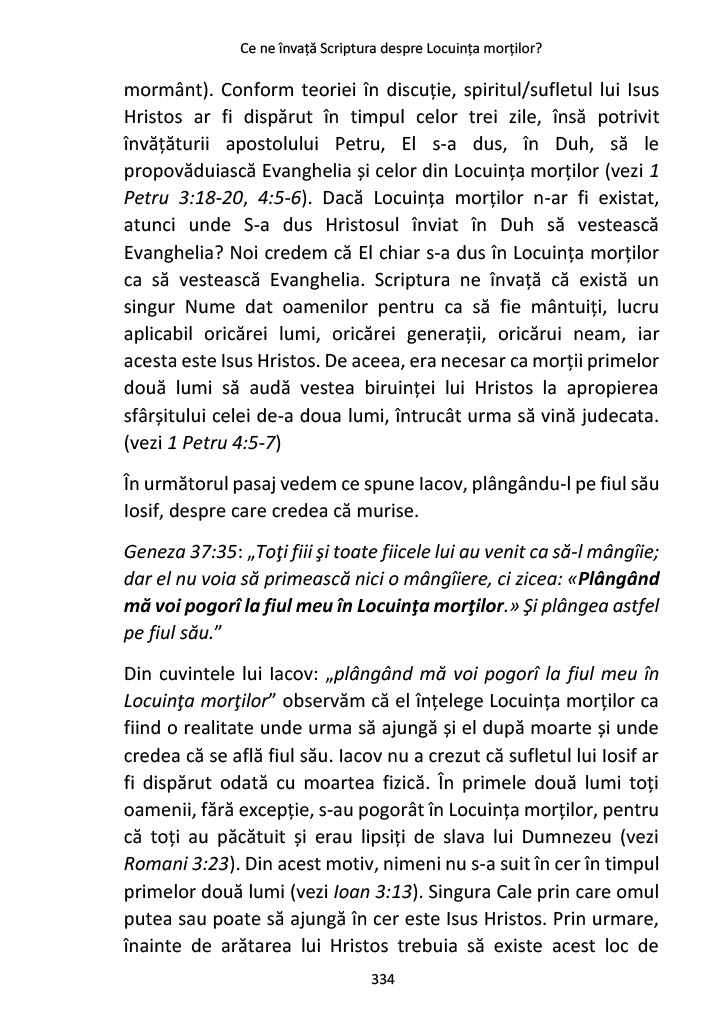 Ce ne învață Scriptura despre Locuința morților?
mormânt). Conform teoriei în discuție, spiritul/sufletul lui Isus
Hristos ar fi dispărut în timpul celor trei zile, însă potrivit
învățăturii apostolului Petru, El s-a dus, în Duh, să le
propovăduiască Evanghelia și celor din Locuința morților (vezi 1
Petru 3:18-20, 4:5-6). Dacă Locuința morților n-ar fi existat,
atunci unde S-a dus Hristosul înviat în Duh să vestească
Evanghelia? Noi credem că El chiar s-a dus în Locuința morților
ca să vestească Evanghelia. Scriptura ne învață că există un
singur Nume dat oamenilor pentru ca să fie mântuiți, lucru
aplicabil oricărei lumi, oricărei generații, oricărui neam, iar
acesta este Isus Hristos. De aceea, era necesar ca morții primelor
două lumi să audă vestea biruinței lui Hristos la apropierea
sfârșitului celei de-a doua lumi, întrucât urma să vină judecata.
(vezi 1 Petru 4:5-7)
În următorul pasaj vedem ce spune Iacov, plângându-l pe fiul său
Iosif, despre care credea că murise.
Geneza 37:35: „Toţi fiii şi toate fiicele lui au venit ca să-l mângîie;
dar el nu voia să primească nici o mângîiere, ci zicea: «Plângând
mă voi pogorî la fiul meu în Locuinţa morţilor.» Şi plângea astfel
pe fiul său.”
Din cuvintele lui Iacov: „plângând mă voi pogorî la fiul meu în
Locuinţa morţilor” observăm că el înțelege Locuința morților ca
fiind o realitate unde urma să ajungă și el după moarte și unde
credea că se află fiul său. Iacov nu a crezut că sufletul lui Iosif ar
fi dispărut odată cu moartea fizică. În primele două lumi toți
oamenii, fără excepție, s-au pogorât în Locuința morților, pentru
că toți au păcătuit și erau lipsiți de slava lui Dumnezeu (vezi
Romani 3:23). Din acest motiv, nimeni nu s-a suit în cer în timpul
primelor două lumi (vezi Ioan 3:13). Singura Cale prin care omul
putea sau poate să ajungă în cer este Isus Hristos. Prin urmare,
înainte de arătarea lui Hristos trebuia să existe acest loc de
334